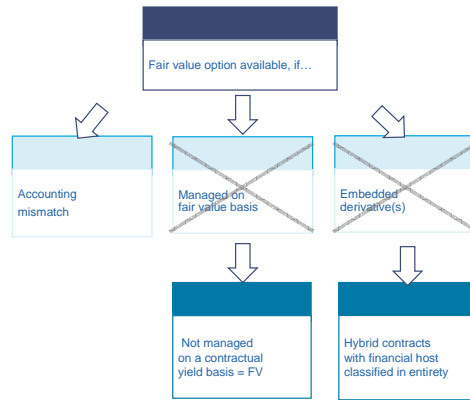 Fair value option available, if…
Accounting
mismatch
Managed on
fair value basis
Embedded
derivative(s)
Not managed
on a contractual
yield basis = FV
Hybrid contracts
with financial host
classified in entirety